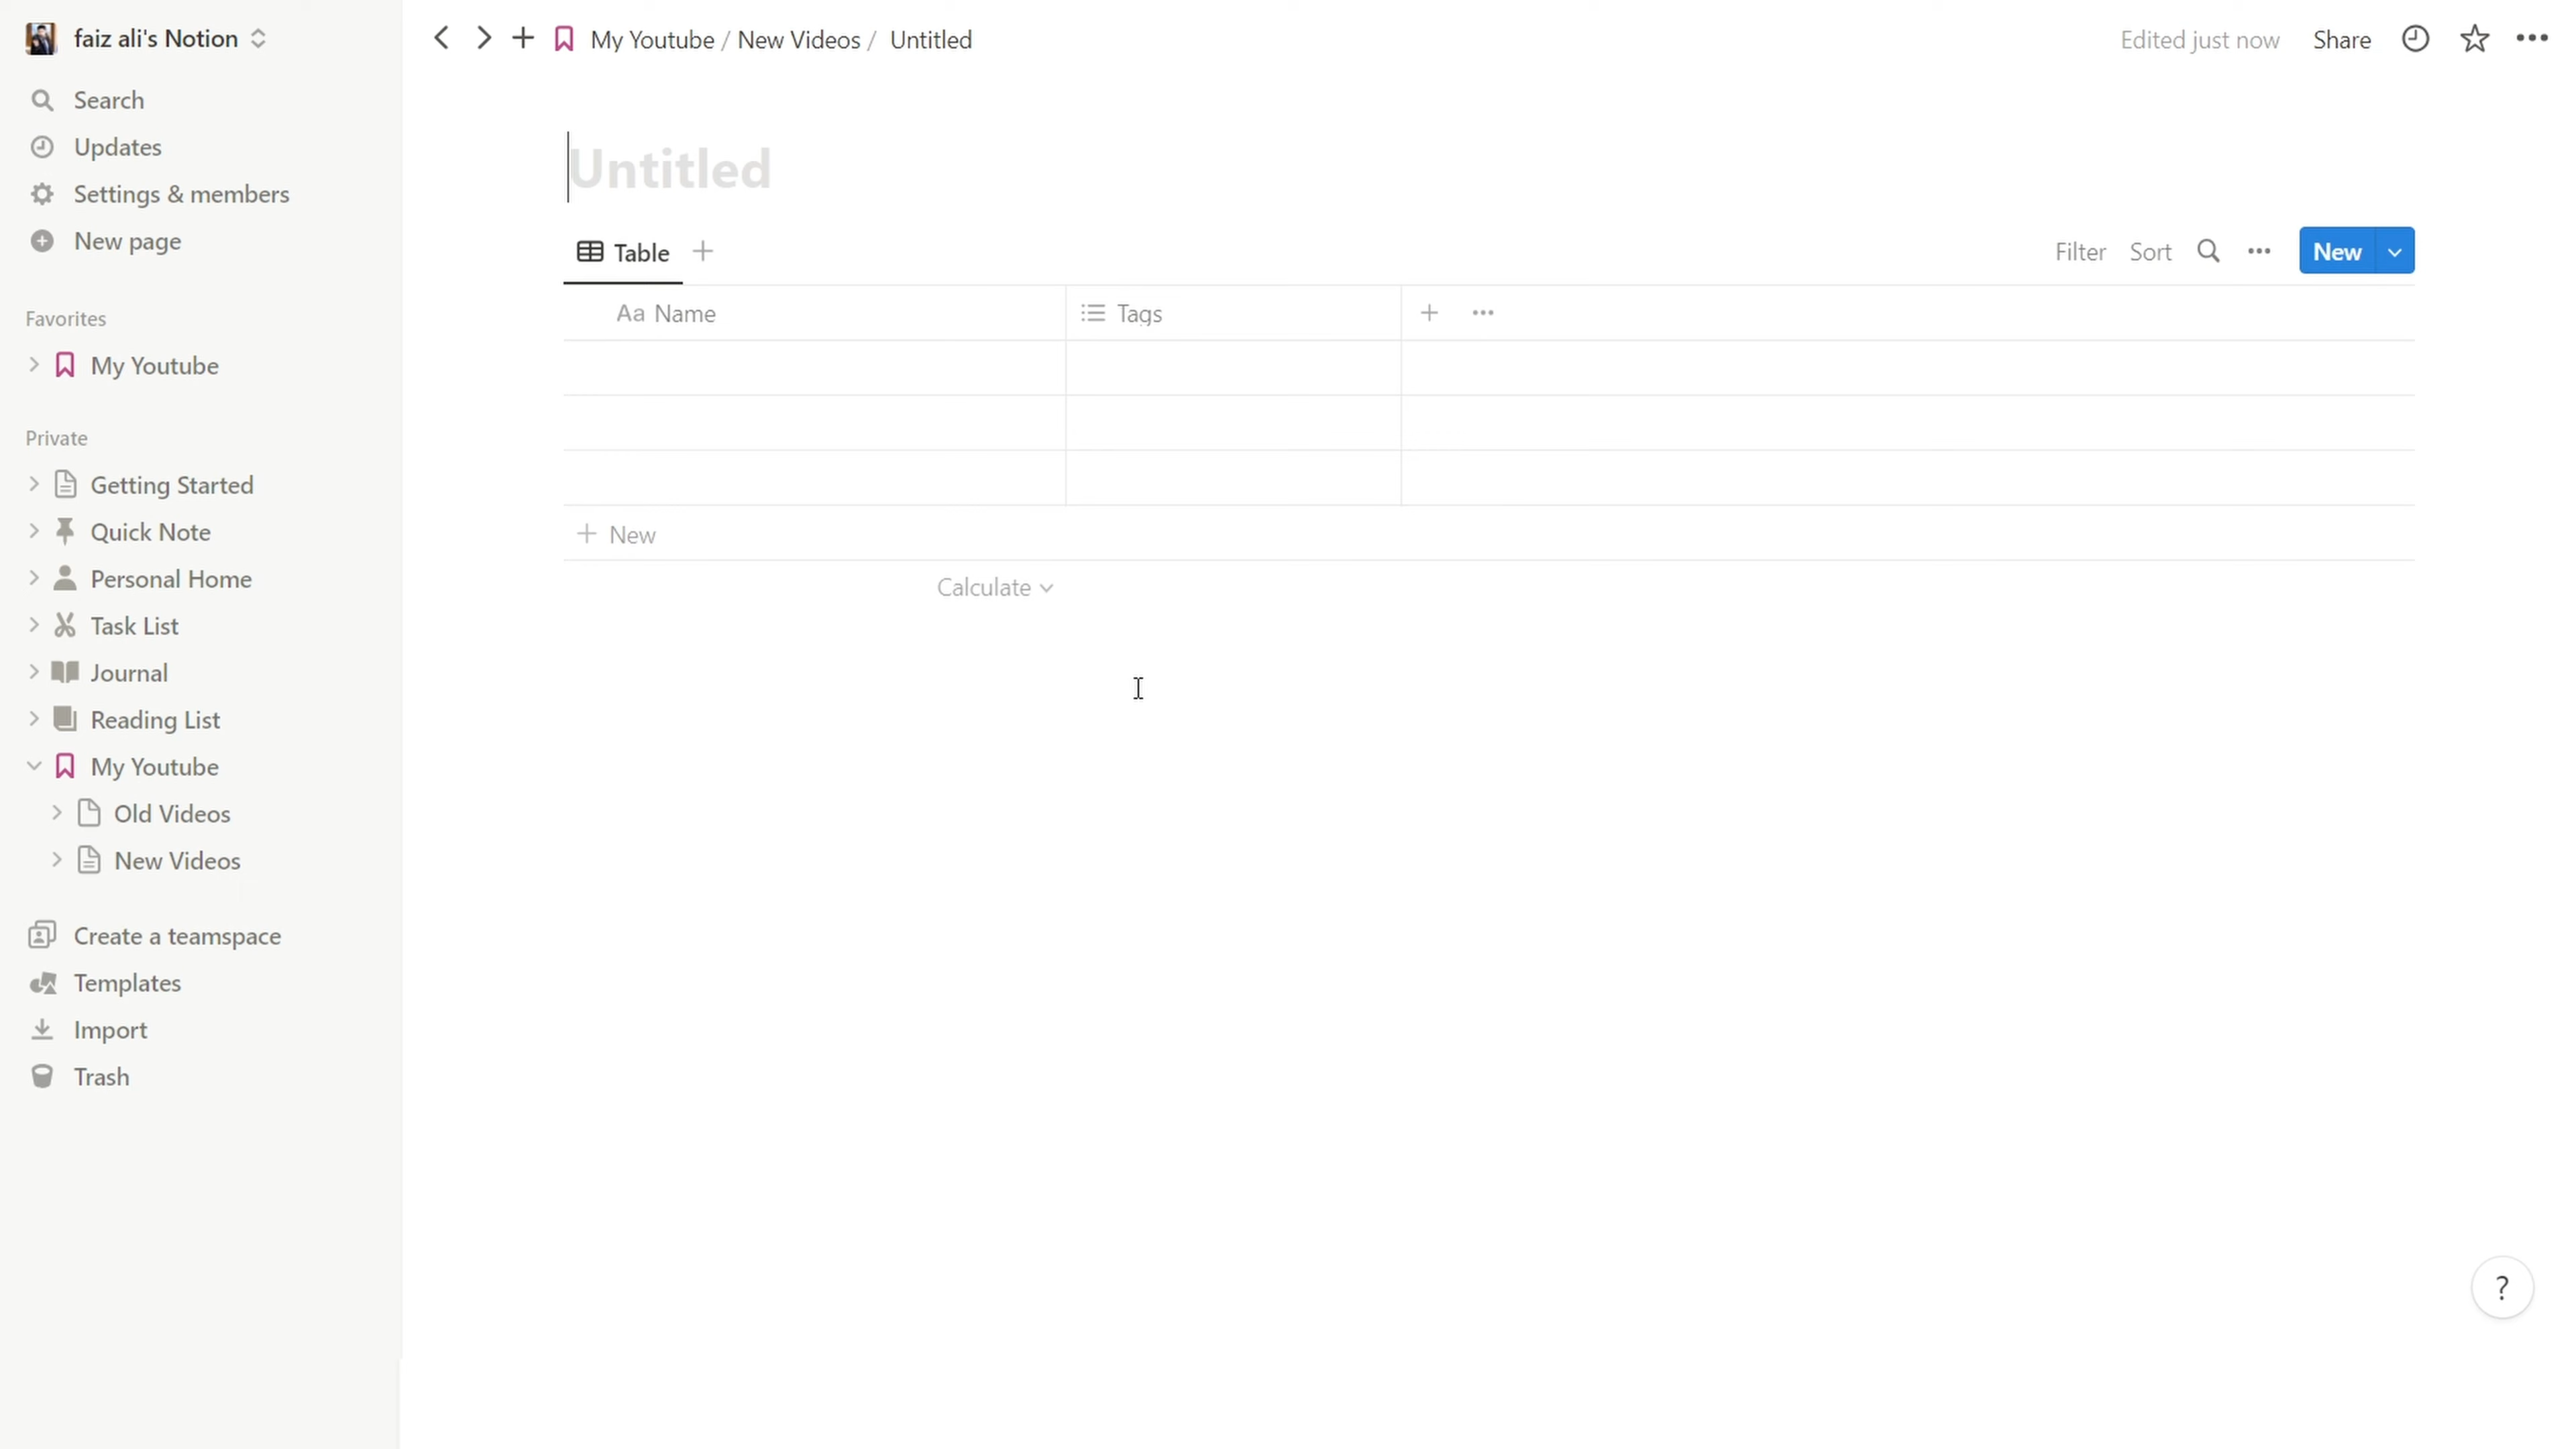 faiz ali's Notion
Search
Updates
Settings & members
New page
Favorites
My Youtube
Private
Getting Started
Quick Note
Personal Home
Task List
Journal
Reading List
My Youtube
Old Videos
New Videos
Create a teamspace
Templates
Import
Trash
My Youtube / New Videos / Untitled
Edited just now Share
Untitled
Table
Filter Sort New
Aa Name Tags
New
Calculate
?